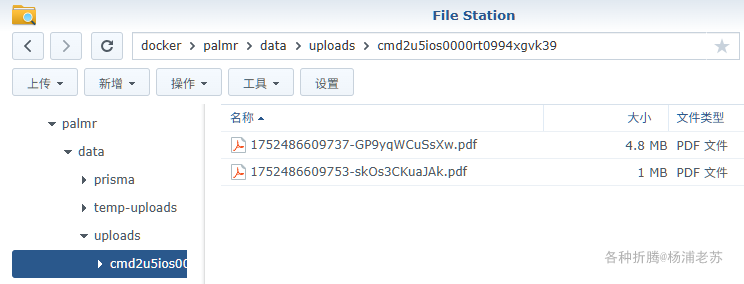 File Station
docker palmr data uploads cmd2u5ios0000rt0994xgvk39
上传 新增 操作 工具 设置
palmr
data
prisma
temp-uploads
uploads
cmd2u5ios00
名称 大小 文件类型
1752486609737-GP9yqWCuSsXw.pdf 4.8 MB PDF 文件
1752486609753-skOs3CKuaJAk.pdf 1 MB PDF 文件
各种折腾@杨浦老苏